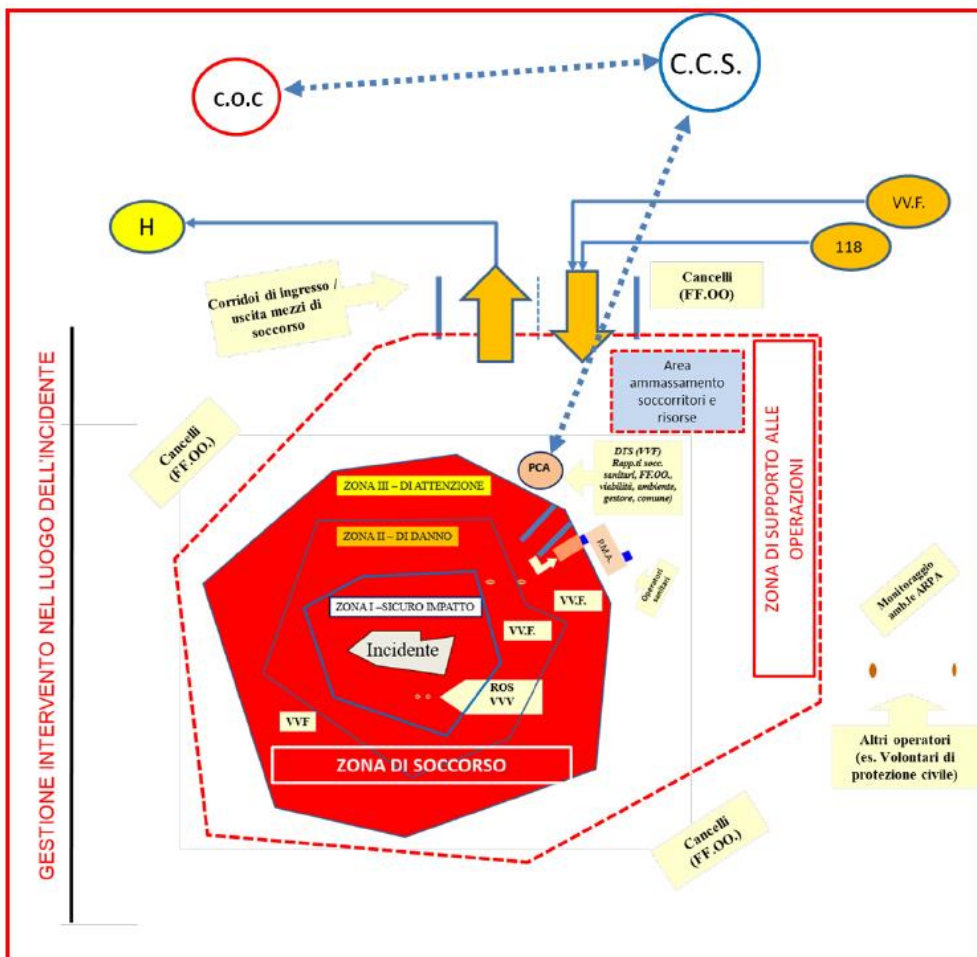 C.O.C
C.C.S.
VV.F.
H
118
Corridoi di ingresso /
uscita mezzi di
soccorso
Cancelli
(FF.OO)
Area
ammassamento
soccorritori e
risorse
GESTIONE INTERVENTO NEL LUOGO DELL'INCIDENTE
ZONA DI SUPPORTO ALLE
OPERAZIONI
Cancelli
(FF.OO.)
PCA
DTS (VVF)
Rapp.ti socc.
sanitari, FF.OO.,
viabilità, ambiente,
gestore, comune)
ZONA III – DI ATTENZIONE
ZONA II – DI DANNO
P.M.A.
Operatori
sanitari
Monitoraggio
amb.le ARPA
ZONA I –SICURO IMPATTO
VV.F.
VV.F.
Incidente
ROS
VVV
VVF
ZONA DI SOCCORSO
Altri operatori
(es. Volontari di
protezione civile)
Cancelli
(FF.OO.)